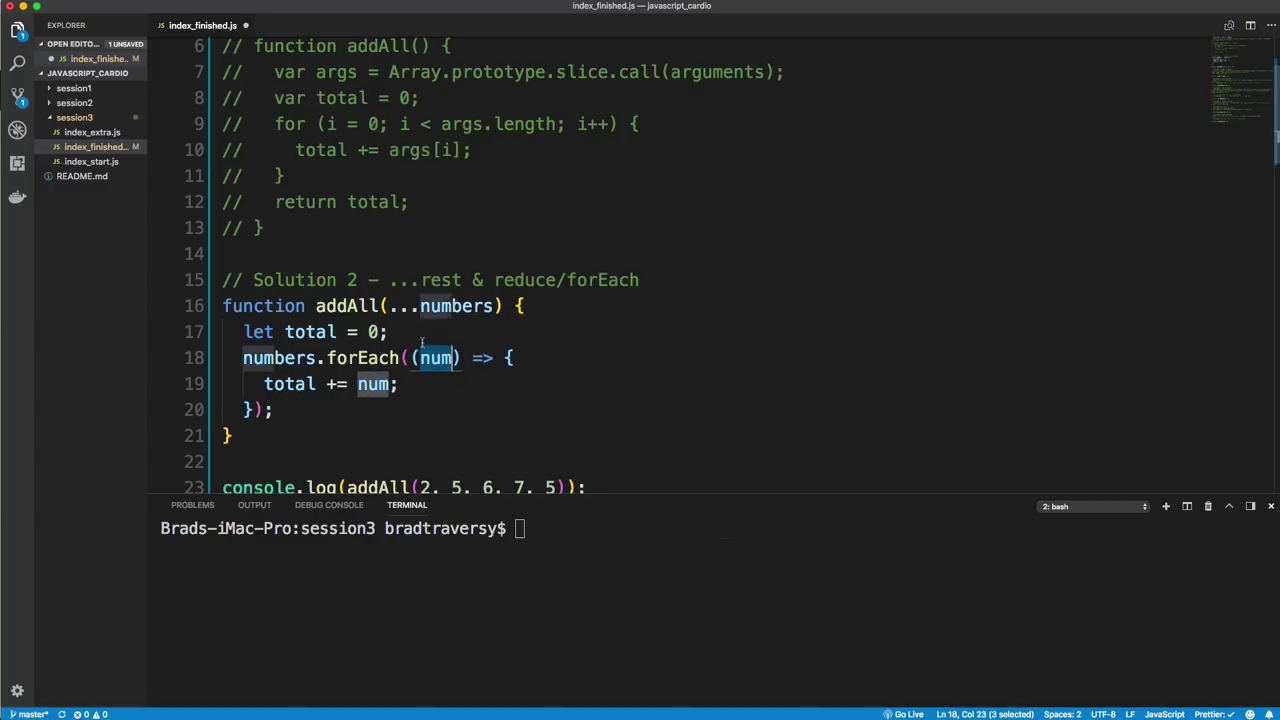 index_finished.js — javascript_cardio
EXPLORER
index_finished.js
OPEN EDITO... 1 UNSAVED
index_finishe... M
JAVASCRIPT_CARDIO
session1
session2
session3
JS index_extra.js
JS index_finished... M
JS index_start.js
README.md
6 // function addAll() {
7 //   var args = Array.prototype.slice.call(arguments);
8 //   var total = 0;
9 //   for (i = 0; i < args.length; i++) {
10 //     total += args[i];
11 //   }
12 //   return total;
13 // }
14
15 // Solution 2 - ...rest & reduce/forEach
16 function addAll(...numbers) {
17   let total = 0;
18   numbers.forEach((num) => {
19     total += num;
20   });
21 }
22
23 console.log(addAll(2, 5, 6, 7, 5));
PROBLEMS OUTPUT DEBUG CONSOLE TERMINAL 2: bash
Brads-iMac-Pro:session3 bradtraversy$
master* 0 0 Go Live Ln 18, Col 23 (3 selected) Spaces: 2 UTF-8 LF JavaScript Prettier: ✓